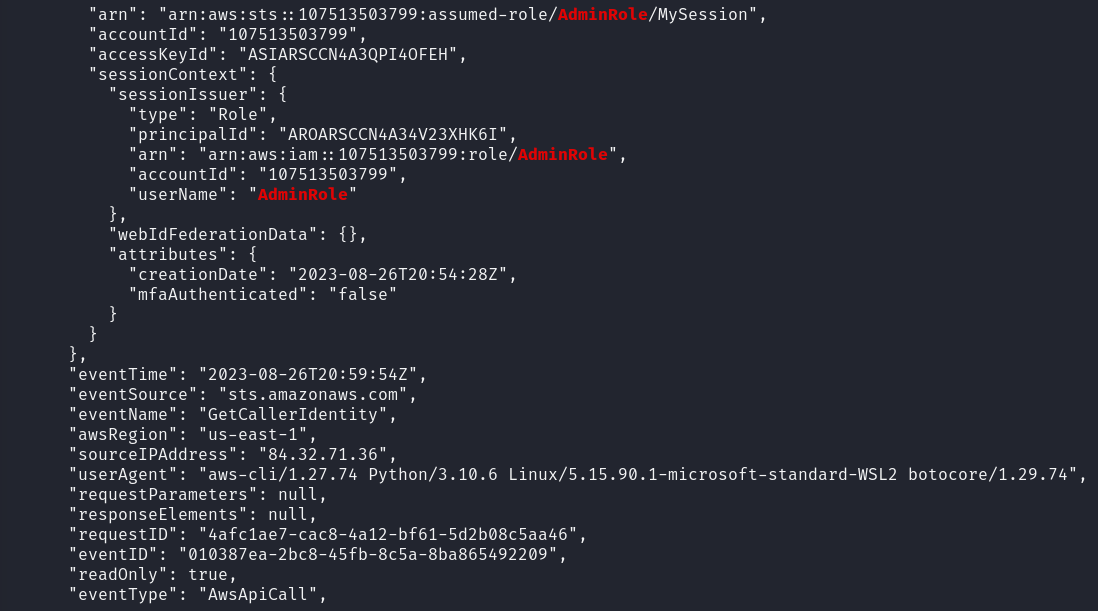 "arn": "arn:aws:sts::107513503799:assumed-role/AdminRole/MySession",
"accountId": "107513503799",
"accessKeyId": "ASIARSCCN4A3QPI4OFEH",
"sessionContext": {
"sessionIssuer": {
"type": "Role",
"principalId": "AROARSCCN4A34V23XHK6I",
"arn": "arn:aws:iam::107513503799:role/AdminRole",
"accountId": "107513503799",
"userName": "AdminRole"
},
"webIdFederationData": {},
"attributes": {
"creationDate": "2023-08-26T20:54:28Z",
"mfaAuthenticated": "false"
}
}
},
"eventTime": "2023-08-26T20:59:54Z",
"eventSource": "sts.amazonaws.com",
"eventName": "GetCallerIdentity",
"awsRegion": "us-east-1",
"sourceIPAddress": "84.32.71.36",
"userAgent": "aws-cli/1.27.74 Python/3.10.6 Linux/5.15.90.1-microsoft-standard-WSL2 botocore/1.29.74",
"requestParameters": null,
"responseElements": null,
"requestID": "4afc1ae7-cac8-4a12-bf61-5d2b08c5aa46",
"eventID": "010387ea-2bc8-45fb-8c5a-8ba865492209",
"readOnly": true,
"eventType": "AwsApiCall",